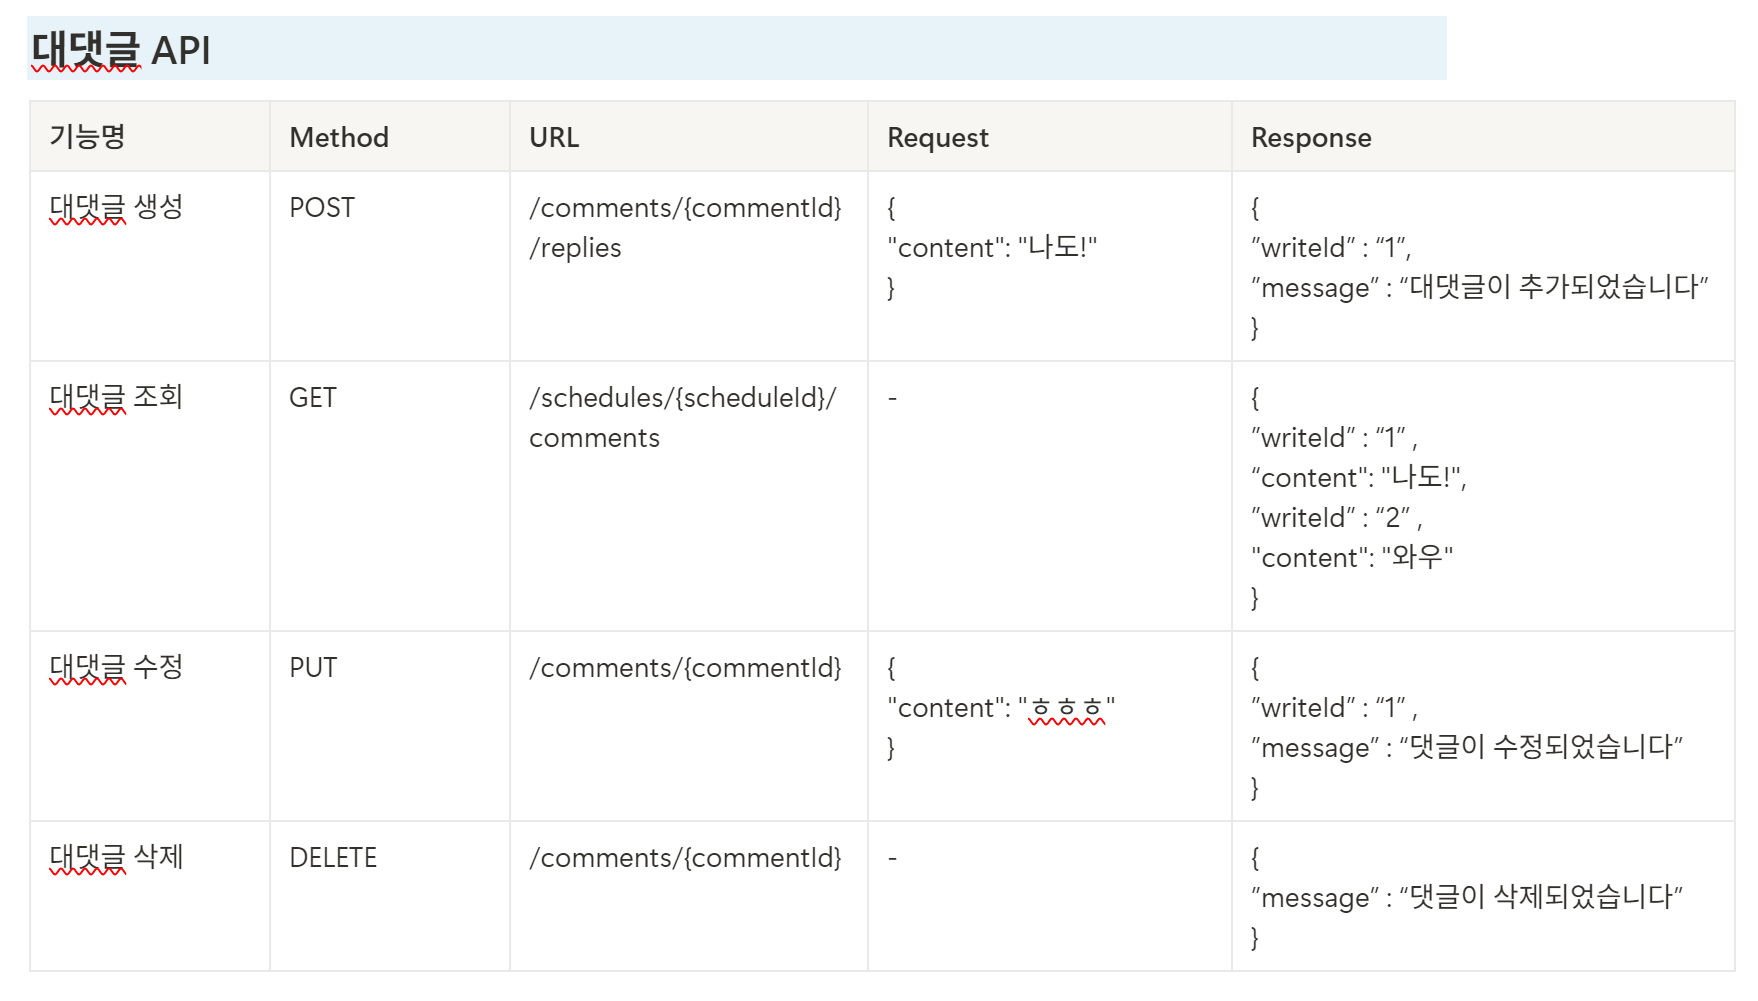 대댓글 API
기능명 Method URL Request Response
대댓글 생성 POST /comments/{commentId} { {
/replies "content": "나도!" ”writeId” : “1”,
} ”message” : “대댓글이 추가되었습니다”
}
대댓글 조회 GET /schedules/{scheduleId}/ - {
comments ”writeId” : “1” ,
“content": "나도!",
”writeId” : “2” ,
"content": "와우"
}
대댓글 수정 PUT /comments/{commentId} { {
"content": "ㅎㅎㅎ" ”writeId” : “1” ,
} ”message” : “댓글이 수정되었습니다”
}
대댓글 삭제 DELETE /comments/{commentId} - {
”message” : “댓글이 삭제되었습니다”
}